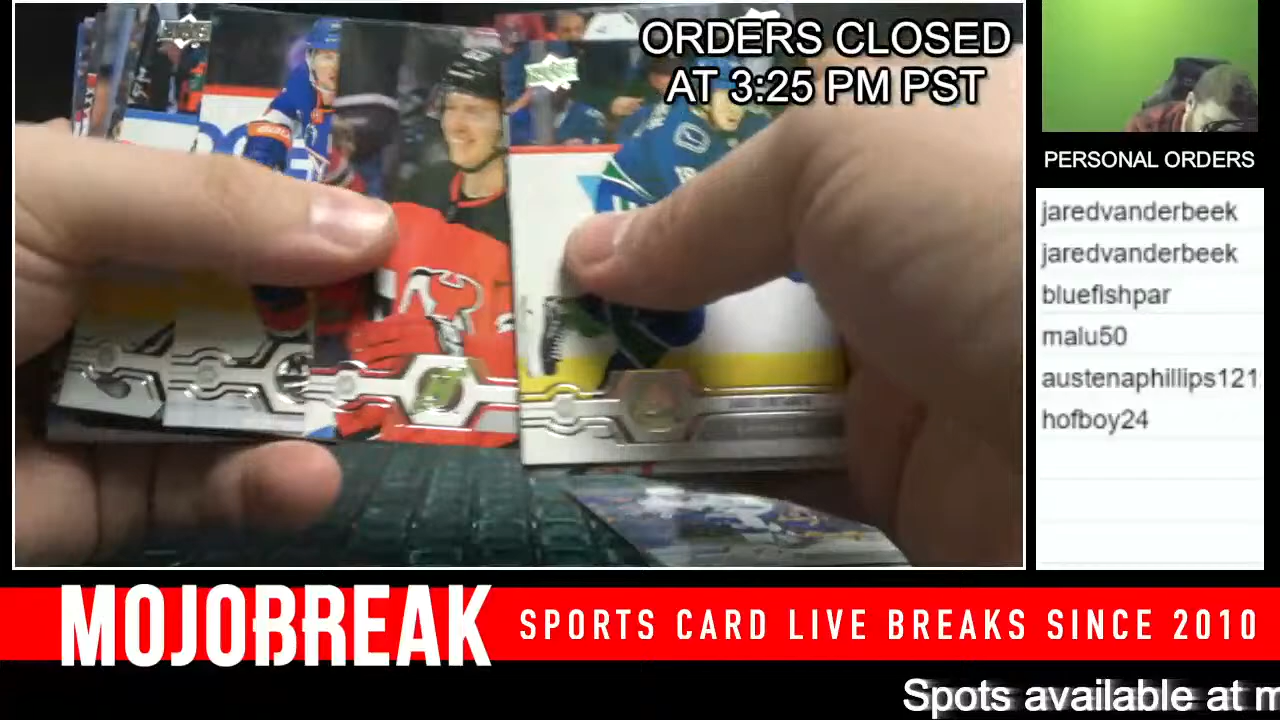 ORDERS CLOSED
AT 3:25 PM PST
PERSONAL ORDERS
jaredvanderbeek
jaredvanderbeek
bluefishpar
malu50
austenaphillips121
hofboy24
MOJOBREAK
SPORTS CARD LIVE BREAKS SINCE 2010
Spots available at m